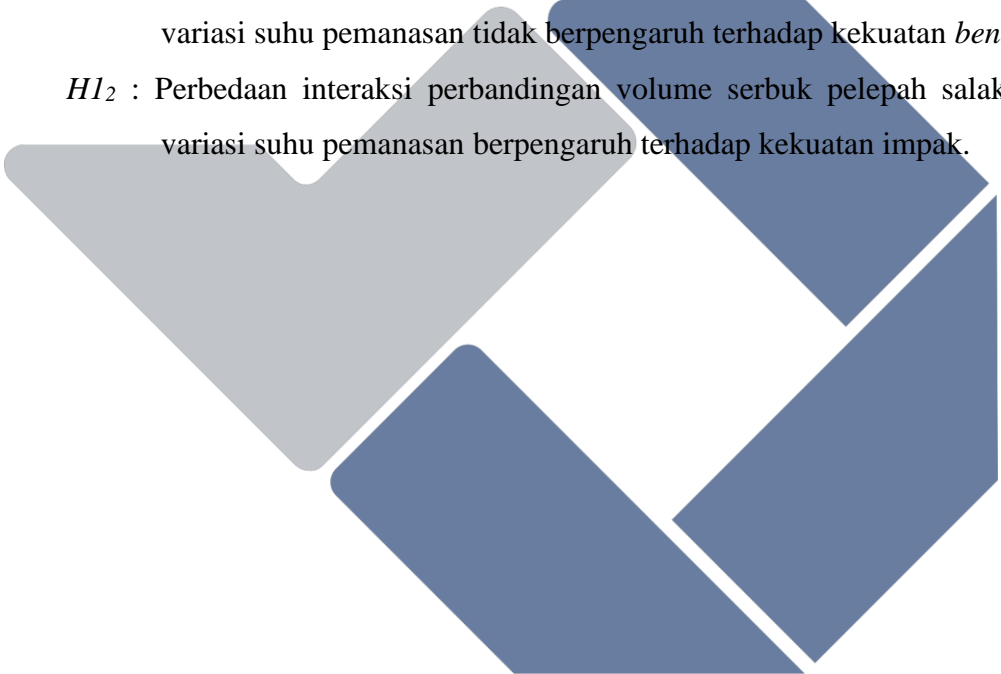 variasi suhu pemanasan tidak berpengaruh terhadap kekuatan
H1₂ : Perbedaan interaksi perbandingan volume serbuk pelepah salak
variasi suhu pemanasan berpengaruh terhadap kekuatan impak.